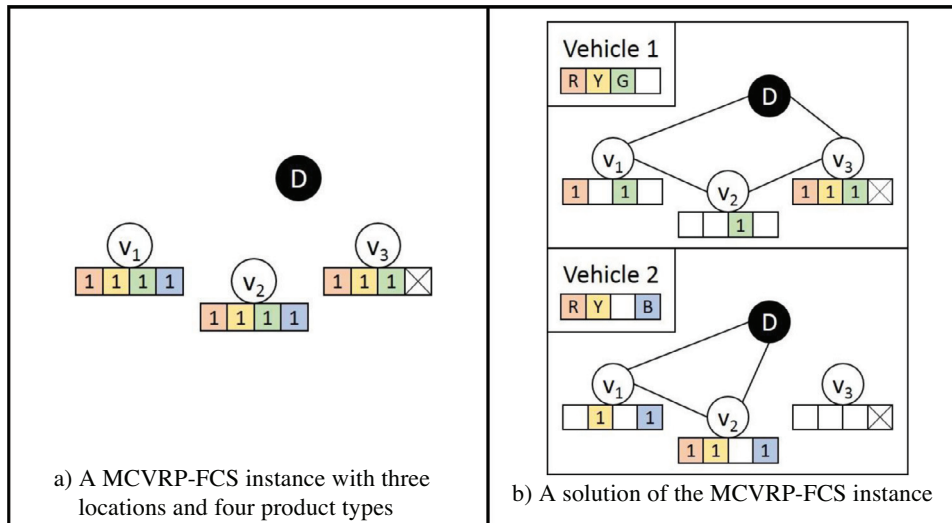 D
v1
1 1 1 1
v2
1 1 1 1
v3
1 1 1
a) A MCVRP-FCS instance with three
locations and four product types
Vehicle 1
R Y G
D
v1
1 1
v2
1
v3
1 1 1
Vehicle 2
R Y B
D
v1
1 1
v2
1 1 1
v3
b) A solution of the MCVRP-FCS instance